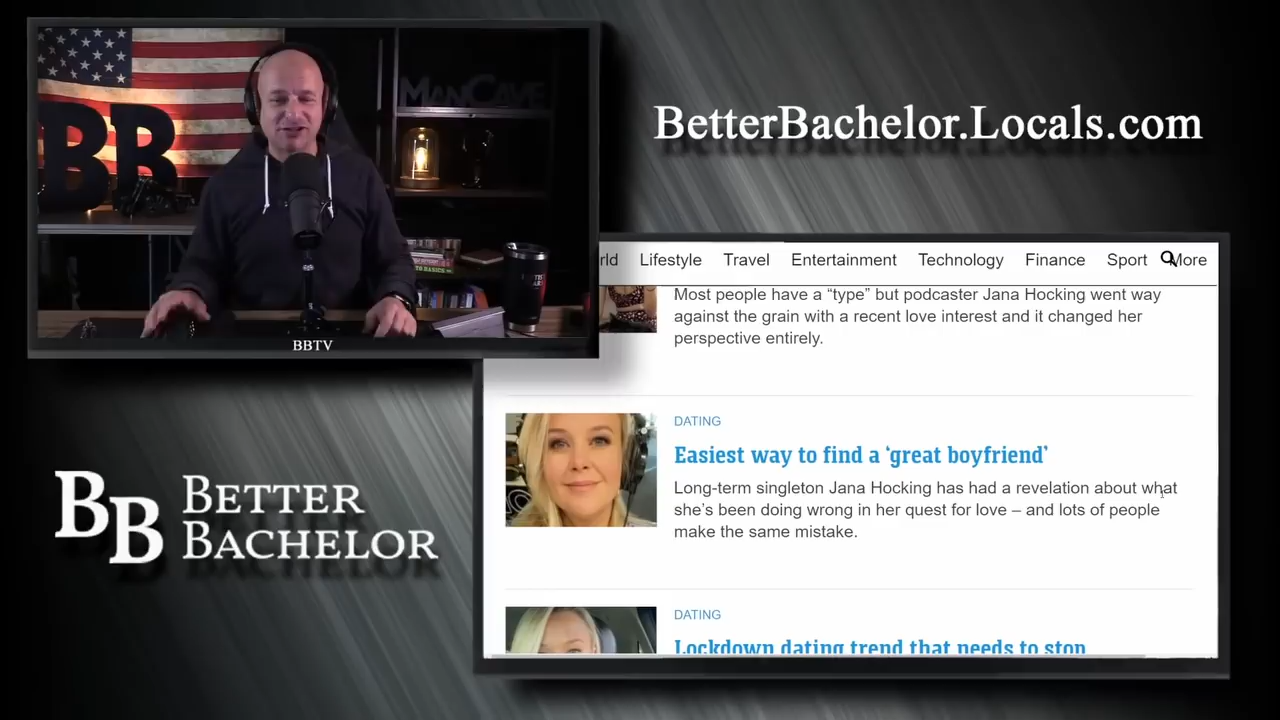 BB
ManCave
BBTV
BetterBachelor.Locals.com
rld Lifestyle Travel Entertainment Technology Finance Sport More
Most people have a “type” but podcaster Jana Hocking went way
against the grain with a recent love interest and it changed her
perspective entirely.
DATING
Easiest way to find a ‘great boyfriend’
Long-term singleton Jana Hocking has had a revelation about what
she’s been doing wrong in her quest for love – and lots of people
make the same mistake.
DATING
Lockdown dating trend that needs to stop
BB BETTER
BACHELOR